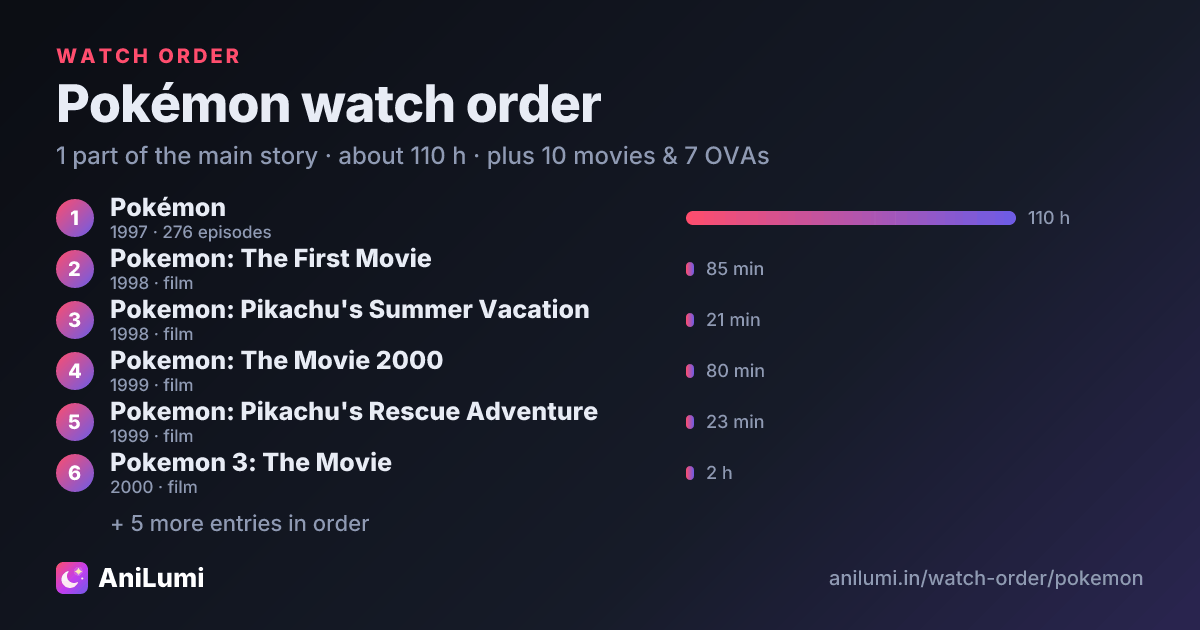 WATCH ORDER
Pokémon watch order
1 part of the main story · about 110 h · plus 10 movies & 7 OVAs
1 Pokémon 110 h
1997 · 276 episodes
2 Pokemon: The First Movie 85 min
1998 · film
3 Pokemon: Pikachu's Summer Vacation 21 min
1998 · film
4 Pokemon: The Movie 2000 80 min
1999 · film
5 Pokemon: Pikachu's Rescue Adventure 23 min
1999 · film
6 Pokemon 3: The Movie 2 h
2000 · film
+ 5 more entries in order
AniLumi anilumi.in/watch-order/pokemon